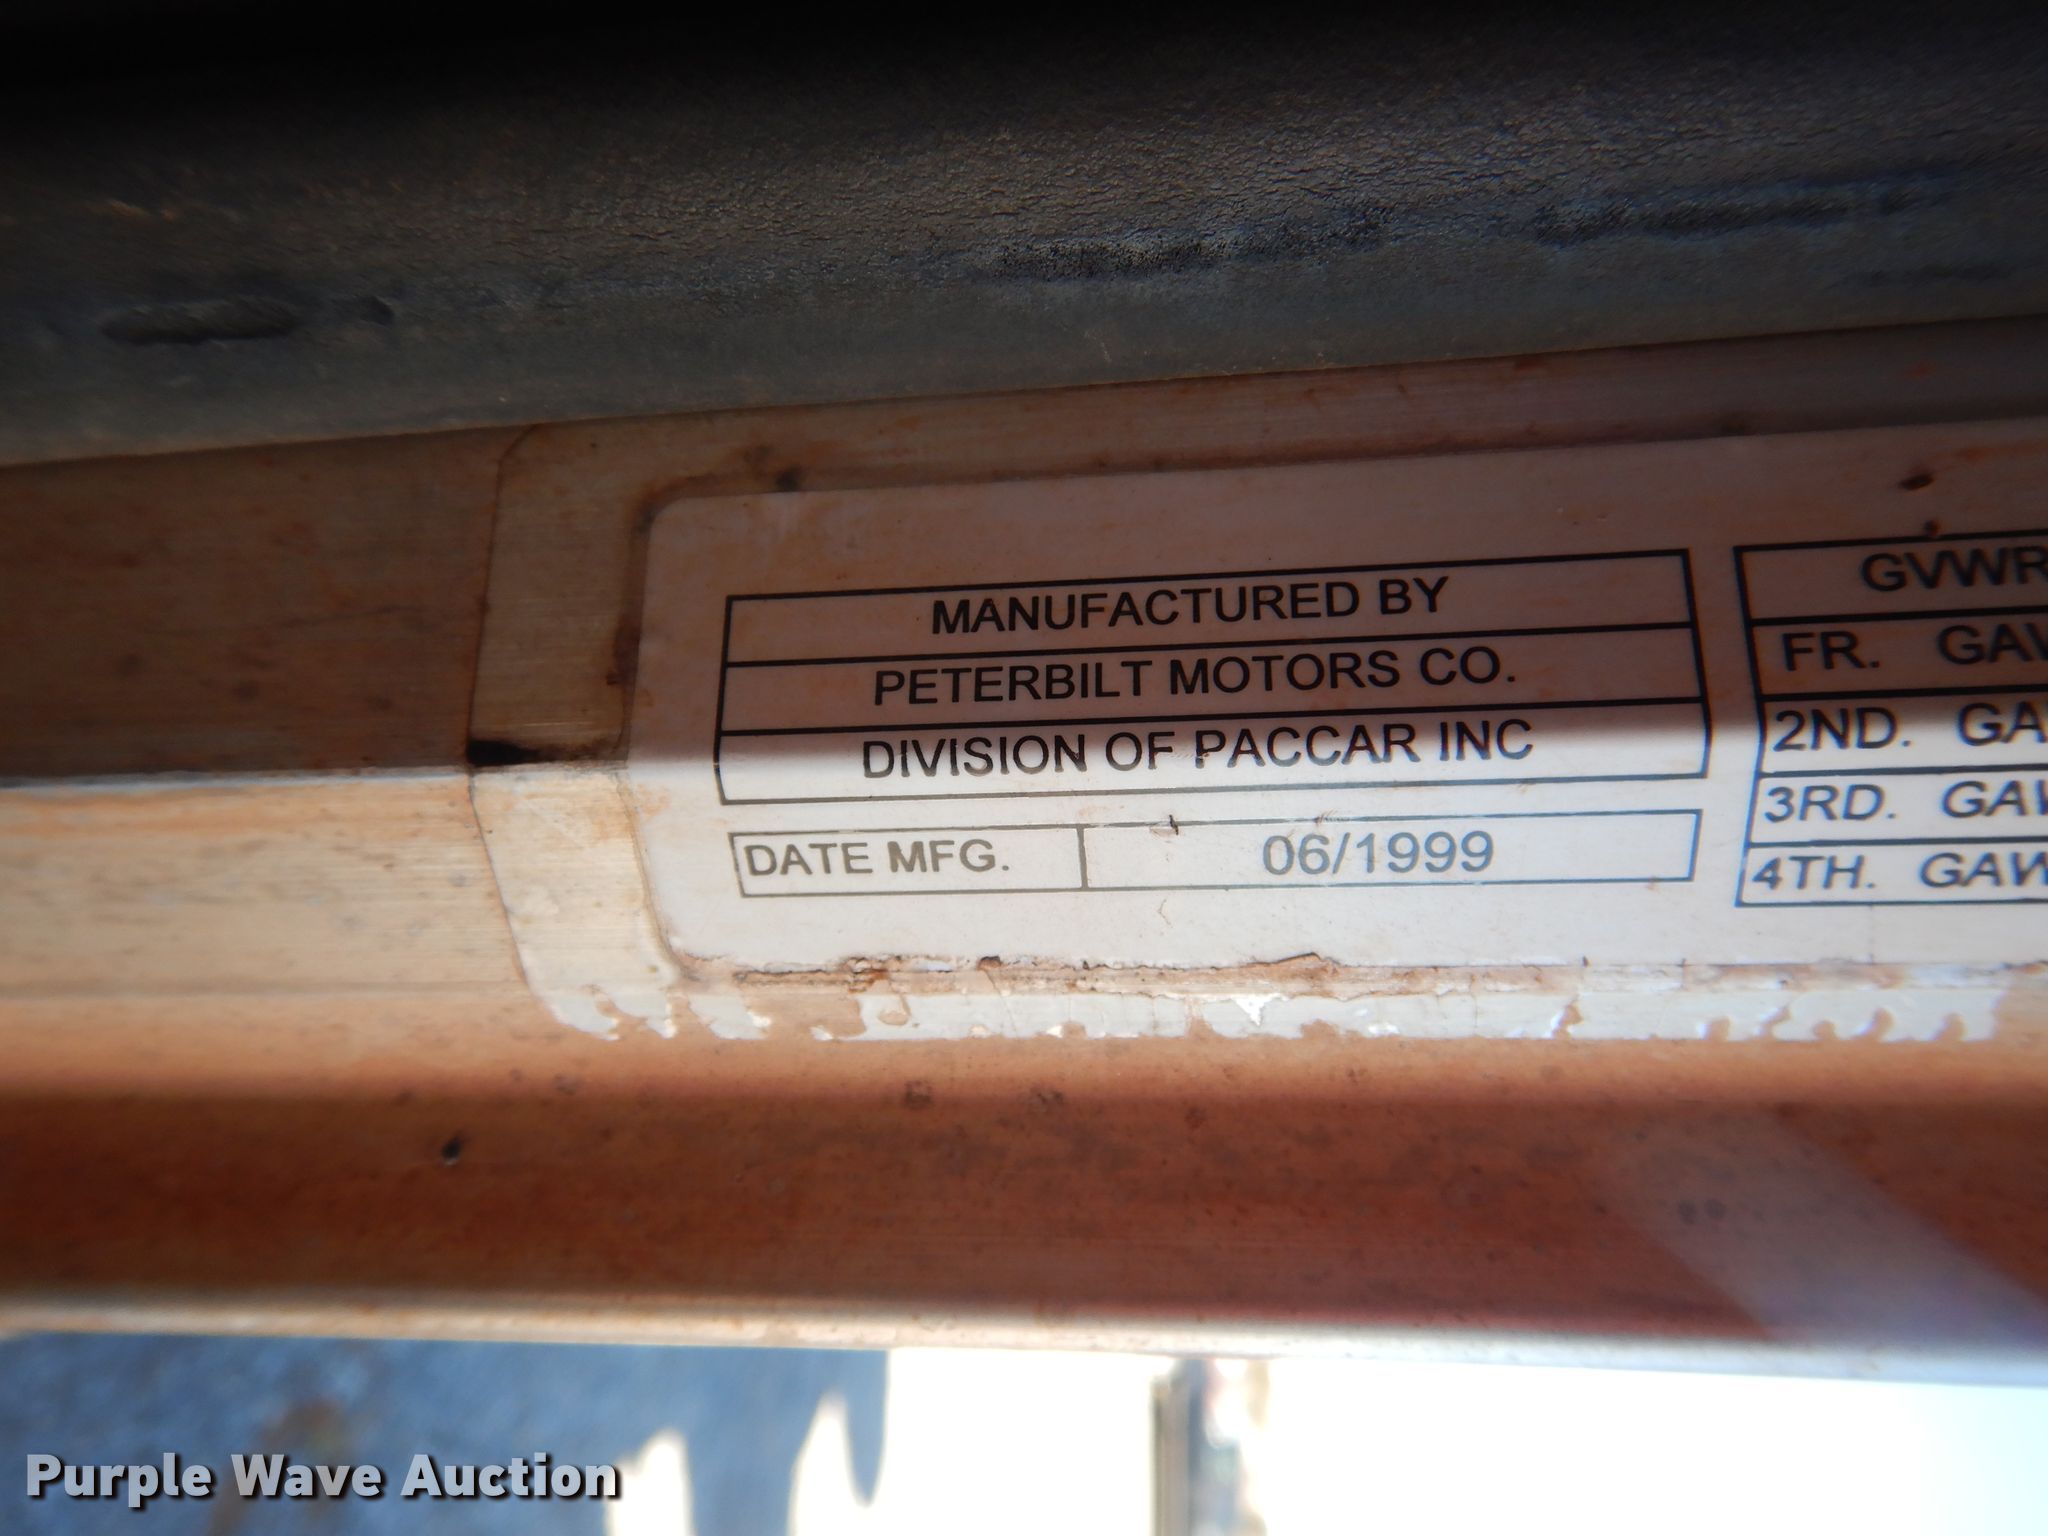 MANUFACTURED BY
PETERBILT MOTORS CO.
DIVISION OF PACCAR INC
DATE MFG. 06/1999
GVWR
FR. GAW
2ND. GA
3RD. GAW
4TH. GAW
Purple Wave Auction